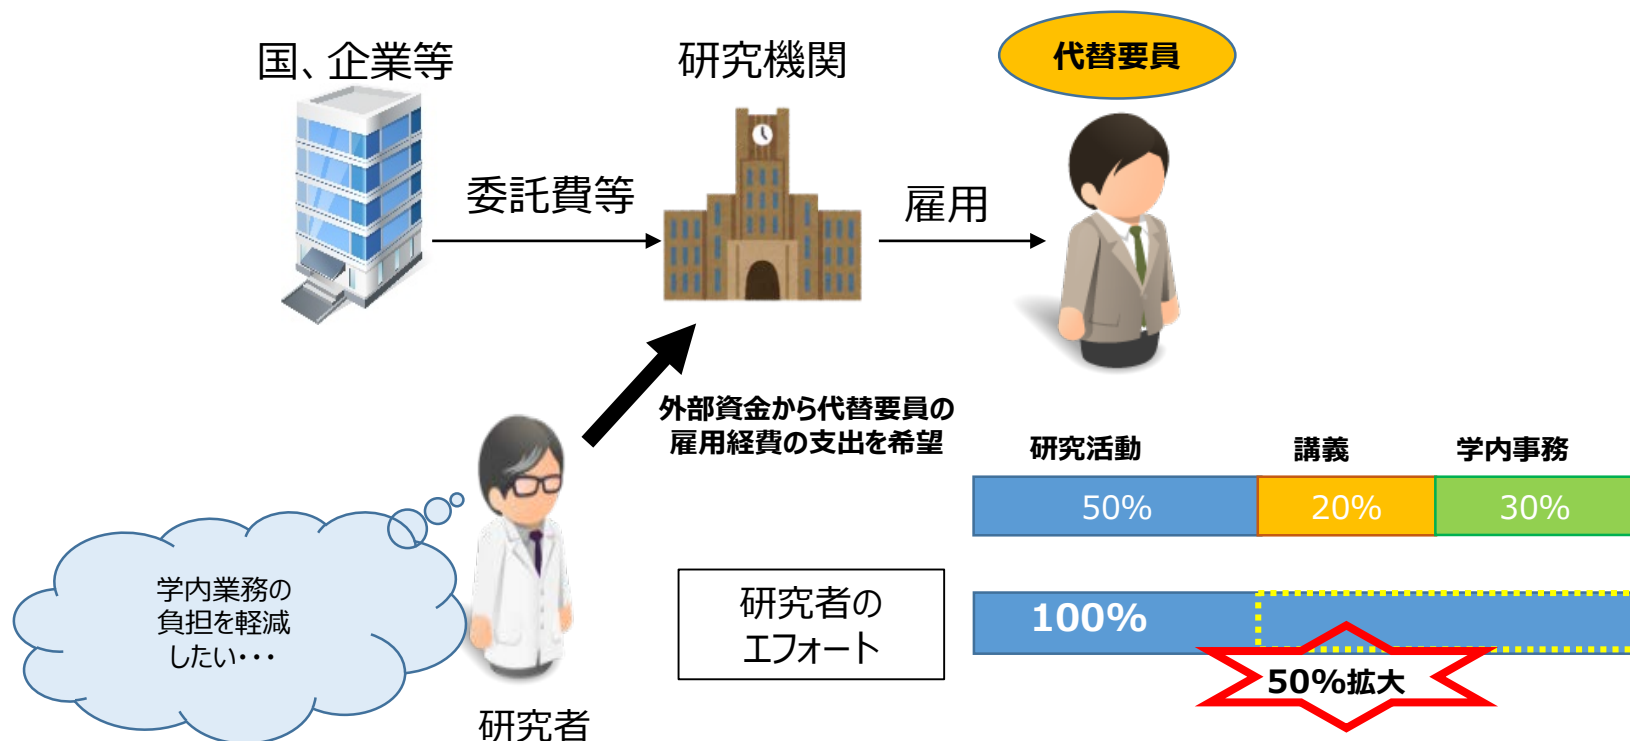 国、企業等
研究機関
代替要員
委託費等
雇用
外部資金から代替要員の
雇用経費の支出を希望
研究活動
講義
学内事務
50%
20%
30%
学内業務の
負担を軽減
したい・・・
研究者の
エフォート
100%
50%拡大
研究者